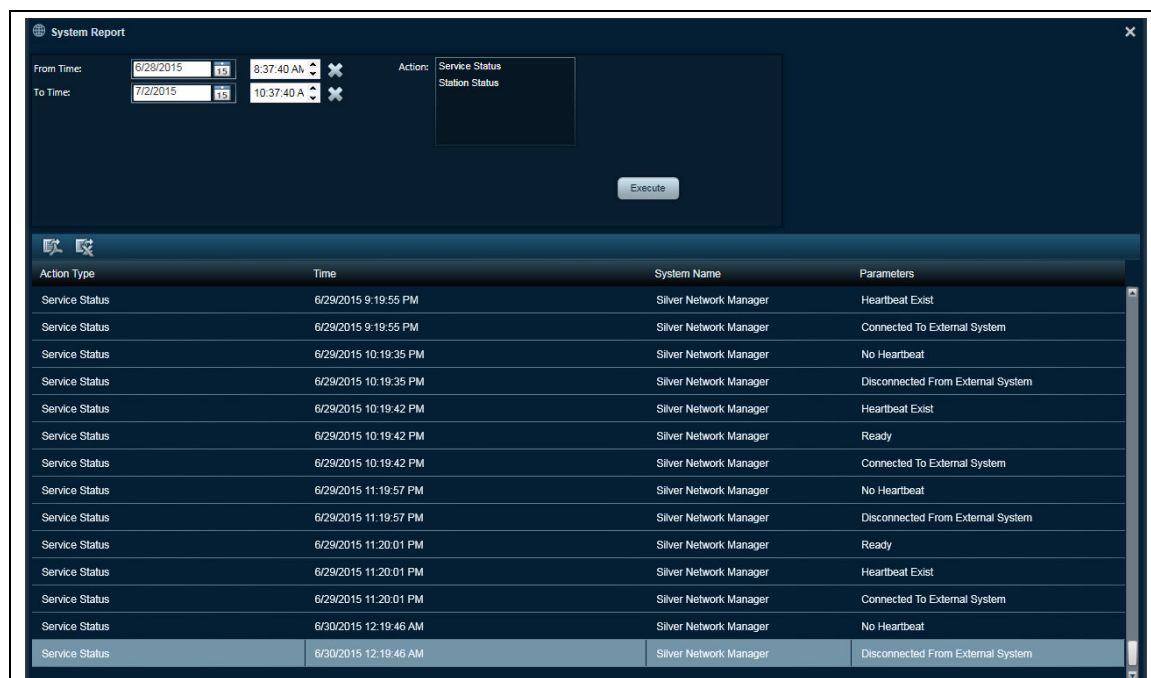 System Report
From Time: 6/28/2015 15 8:37:40 AM Action: Service Status
Station Status
To Time: 7/2/2015 15 10:37:40 A
Execute
Action Type Time System Name Parameters
Service Status 6/29/2015 9:19:55 PM Silver Network Manager Heartbeat Exist
Service Status 6/29/2015 9:19:55 PM Silver Network Manager Connected To External System
Service Status 6/29/2015 10:19:35 PM Silver Network Manager No Heartbeat
Service Status 6/29/2015 10:19:35 PM Silver Network Manager Disconnected From External System
Service Status 6/29/2015 10:19:42 PM Silver Network Manager Heartbeat Exist
Service Status 6/29/2015 10:19:42 PM Silver Network Manager Ready
Service Status 6/29/2015 10:19:42 PM Silver Network Manager Connected To External System
Service Status 6/29/2015 11:19:57 PM Silver Network Manager No Heartbeat
Service Status 6/29/2015 11:19:57 PM Silver Network Manager Disconnected From External System
Service Status 6/29/2015 11:20:01 PM Silver Network Manager Ready
Service Status 6/29/2015 11:20:01 PM Silver Network Manager Heartbeat Exist
Service Status 6/29/2015 11:20:01 PM Silver Network Manager Connected To External System
Service Status 6/30/2015 12:19:46 AM Silver Network Manager No Heartbeat
Service Status 6/30/2015 12:19:46 AM Silver Network Manager Disconnected From External System